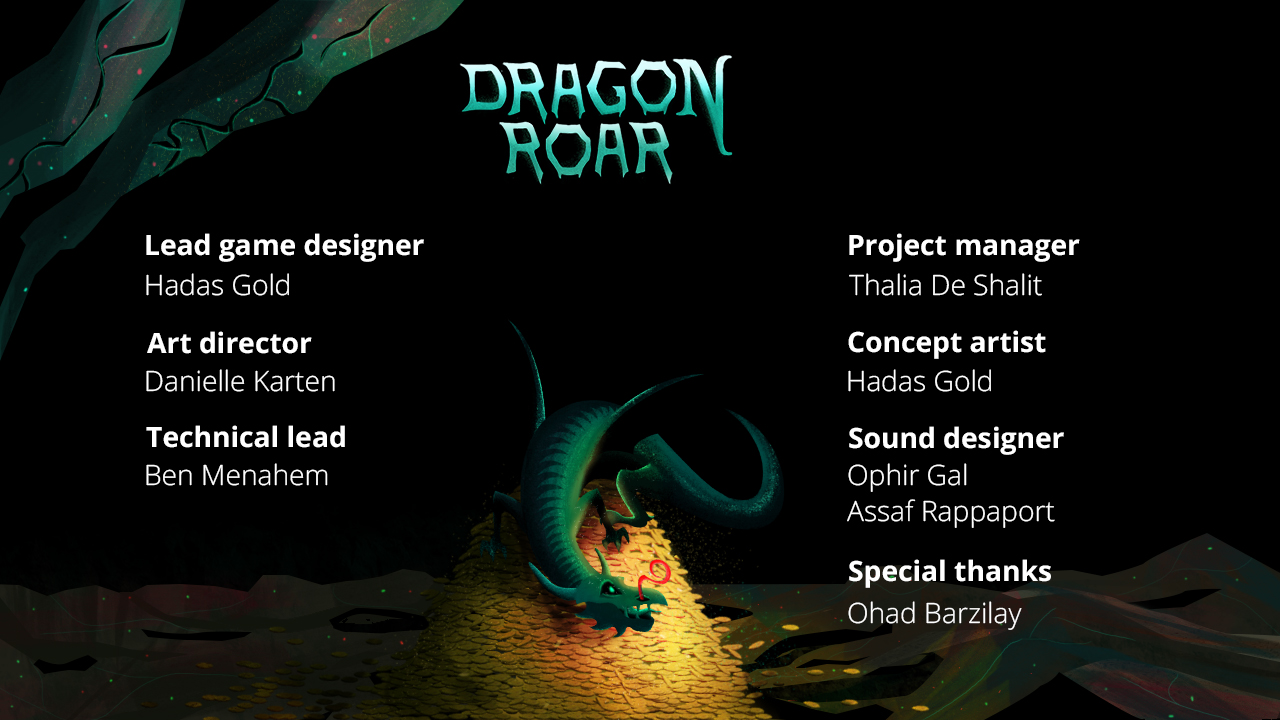 DRAGON
ROAR
Lead game designer
Hadas Gold
Art director
Danielle Karten
Technical lead
Ben Menahem
Project manager
Thalia De Shalit
Concept artist
Hadas Gold
Sound designer
Ophir Gal
Assaf Rappaport
Special thanks
Ohad Barzilay